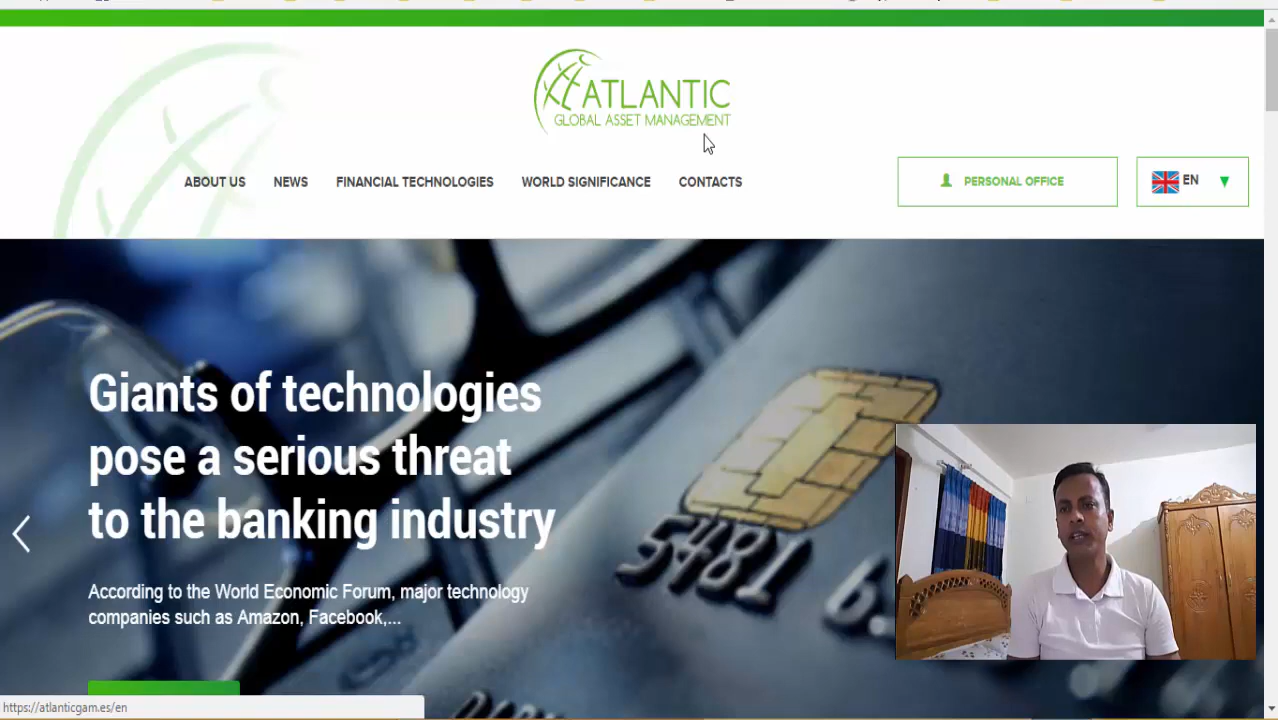 ATLANTIC
GLOBAL ASSET MANAGEMENT
ABOUT US
NEWS
FINANCIAL TECHNOLOGIES
WORLD SIGNIFICANCE
CONTACTS
PERSONAL OFFICE
EN
Giants of technologies
pose a serious threat
to the banking industry
According to the World Economic Forum, major technology
companies such as Amazon, Facebook,...
5481 6
https://atlanticgam.es/en